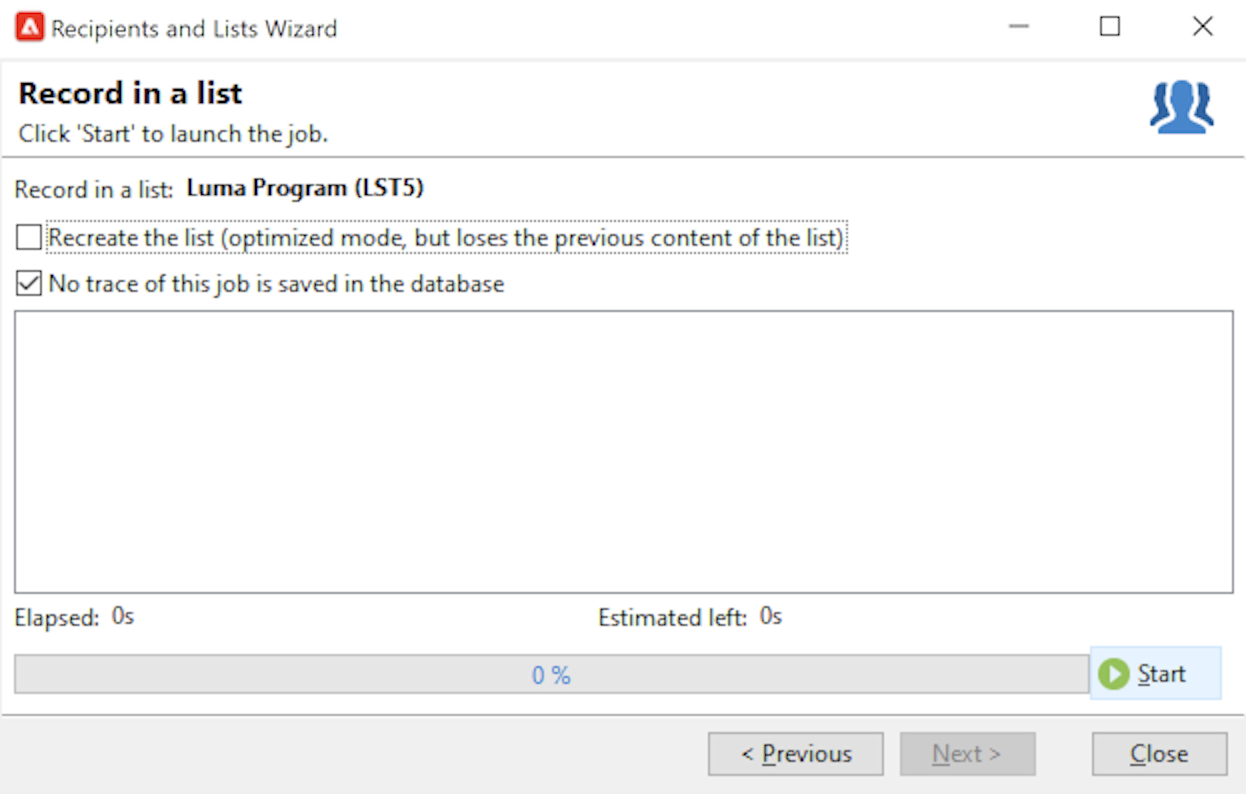 Recipients and Lists Wizard
Record in a list
Click 'Start' to launch the job.
Record in a list: Luma Program (LST5)
Recreate the list (optimized mode, but loses the previous content of the list)
No trace of this job is saved in the database
Elapsed: 0s Estimated left: 0s
0 % Start
< Previous Next > Close